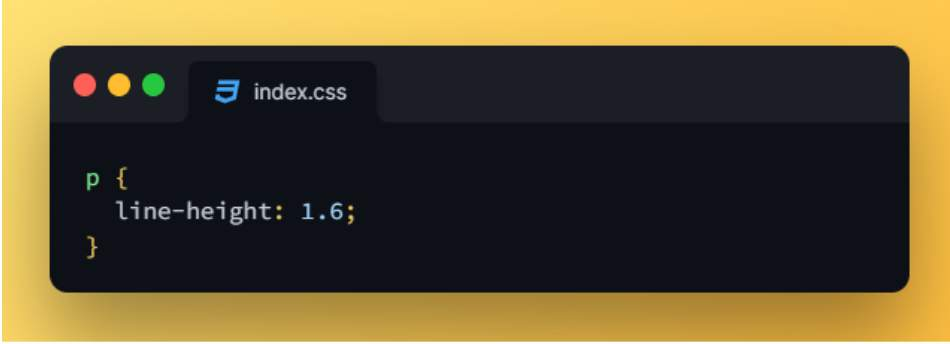 index.css
p {
  line-height: 1.6;
}